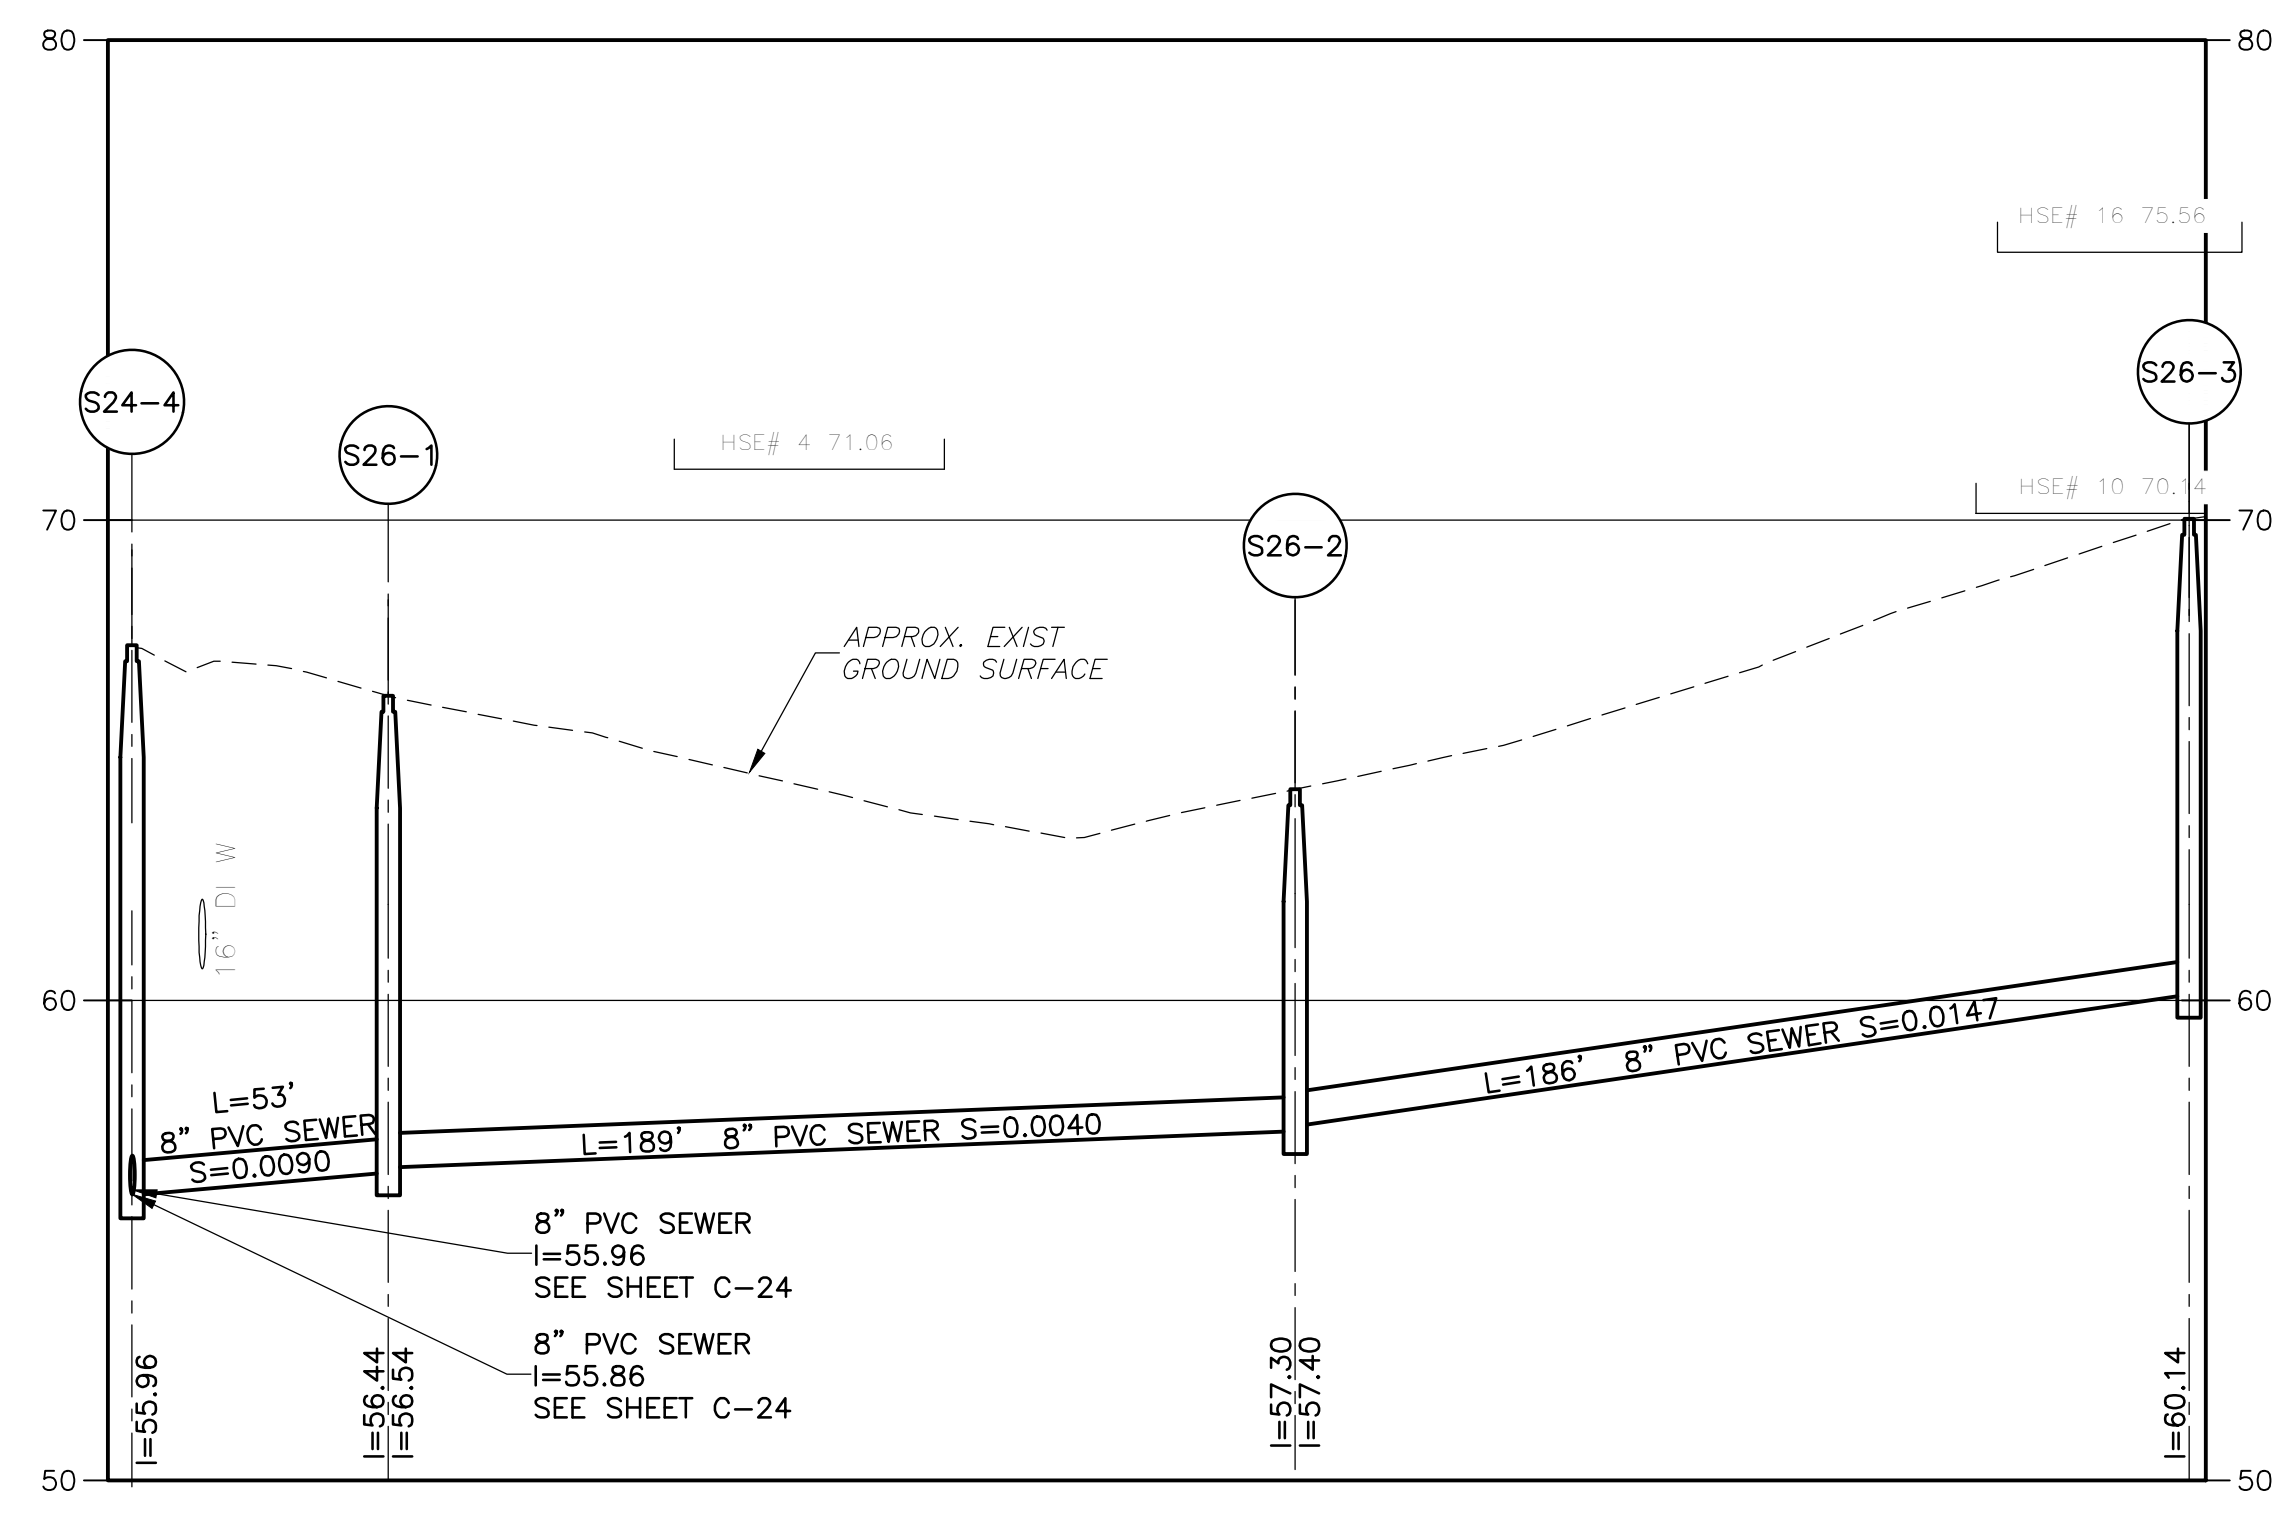 80
80
HSE# 16 75.56
S26-3
S24-4
S26-1
HSE# 4 71.06
HSE# 10 70.14
70
70
S26-2
APPROX. EXIST
GROUND SURFACE
16" DI W
60
60
L=53'
8" PVC SEWER
S=0.0090
L=189' 8" PVC SEWER S=0.0040
L=186' 8" PVC SEWER S=0.0147
8" PVC SEWER
I=55.96
SEE SHEET C-24
8" PVC SEWER
I=55.86
SEE SHEET C-24
I=55.96
I=56.44
I=56.54
I=57.30
I=57.40
I=60.14
50
50